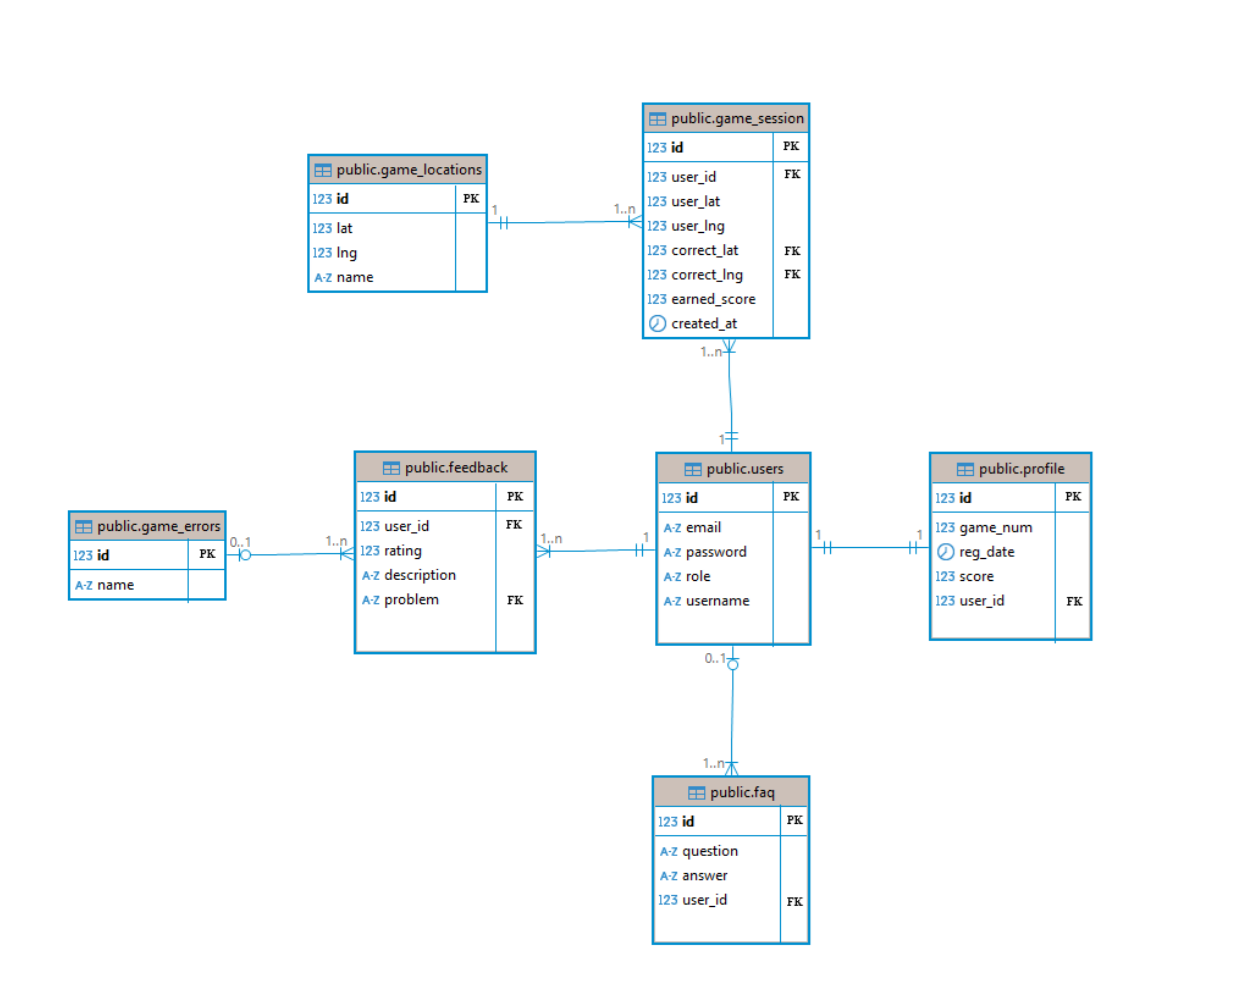 public.game_session
123 id PK
123 user_id FK
123 user_lat
123 user_lng
123 correct_lat FK
123 correct_lng FK
123 earned_score
created_at
public.game_locations
123 id PK
123 lat
123 lng
A-Z name
1
1..n
1..n
1
public.feedback
123 id PK
123 user_id FK
123 rating
A-Z description
A-Z problem FK
public.users
123 id PK
A-Z email
A-Z password
A-Z role
A-Z username
public.profile
123 id PK
123 game_num
reg_date
123 score
123 user_id FK
public.game_errors
123 id PK
A-Z name
0..1
1..n
1..n
1
1
1
0..1
1..n
public.faq
123 id PK
A-Z question
A-Z answer
123 user_id FK